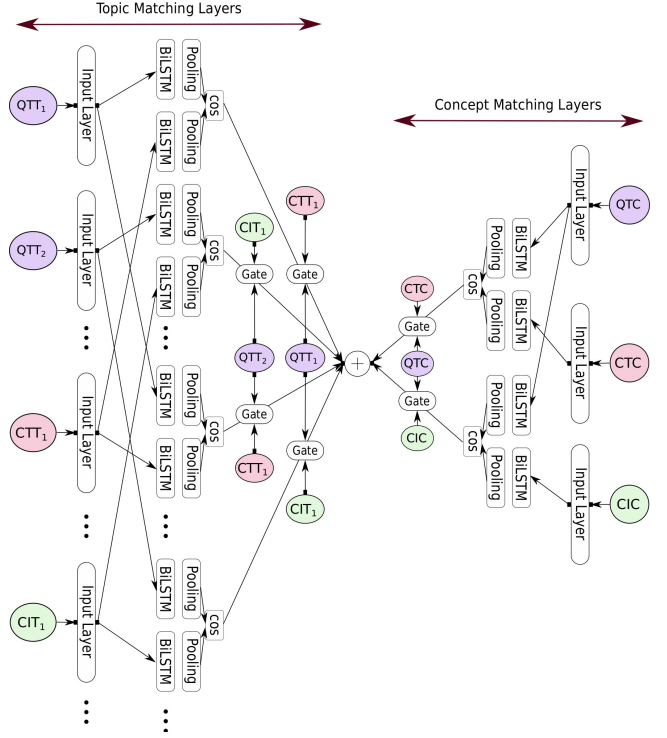 Topic Matching Layers
QTT1
Input Layer
BiLSTM
Pooling
cos
BiLSTM
Pooling
QTT2
Input Layer
BiLSTM
Pooling
cos
BiLSTM
Pooling
CTT1
Input Layer
BiLSTM
Pooling
cos
BiLSTM
Pooling
CIT1
Input Layer
BiLSTM
Pooling
cos
BiLSTM
Pooling
CIT1
Gate
QTT2
Gate
CTT1
CTT1
Gate
QTT1
Gate
CIT1
+
Concept Matching Layers
CTC
Gate
QTC
Gate
CIC
cos
Pooling
BiLSTM
Pooling
BiLSTM
cos
Pooling
BiLSTM
Pooling
BiLSTM
Input Layer
QTC
Input Layer
CTC
Input Layer
CIC